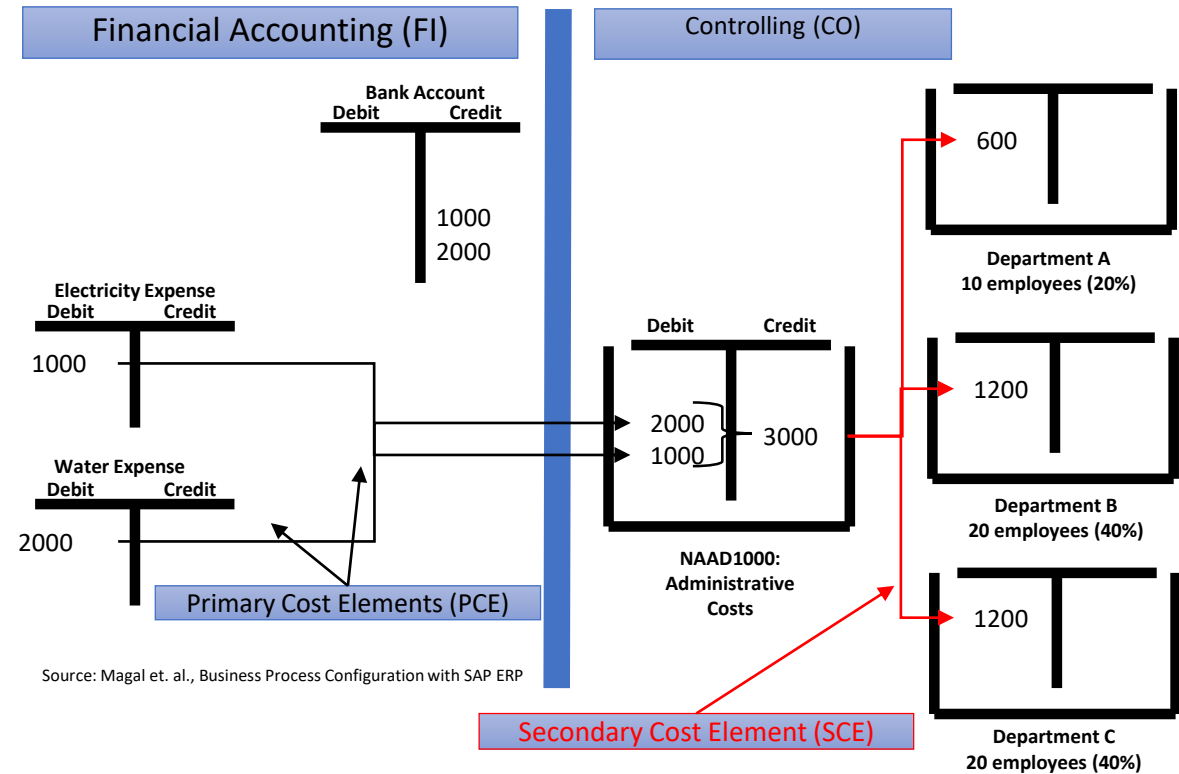 Financial Accounting (FI)
Controlling (CO)
Bank Account
Debit Credit
1000
2000
Electricity Expense
Debit Credit
1000
Water Expense
Debit Credit
2000
Primary Cost Elements (PCE)
Source: Magal et. al., Business Process Configuration with SAP ERP
Debit Credit
2000
1000
3000
NAAD1000:
Administrative
Costs
600
Department A
10 employees (20%)
1200
Department B
20 employees (40%)
1200
Department C
20 employees (40%)
Secondary Cost Element (SCE)